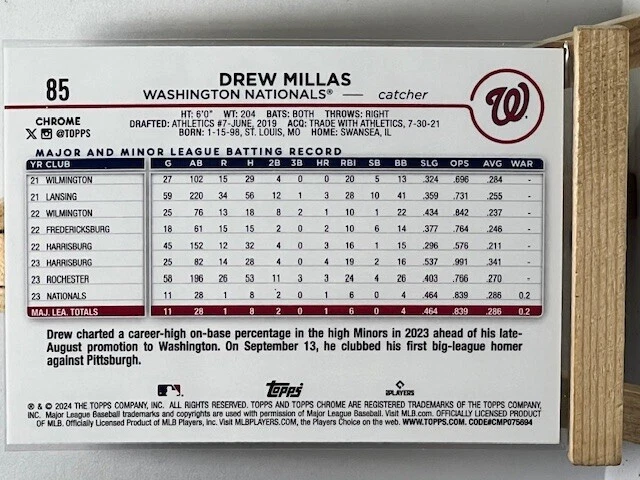 85
DREW MILLAS
WASHINGTON NATIONALS® — catcher
W
CHROME
X @TOPPS
HT: 6'0" WT: 204 BATS: BOTH THROWS: RIGHT
DRAFTED: ATHLETICS #7-JUNE, 2019 ACQ: TRADE WITH ATHLETICS, 7-30-21
BORN: 1-15-98, ST. LOUIS, MO HOME: SWANSEA, IL
MAJOR AND MINOR LEAGUE BATTING RECORD
YR CLUB G AB R H 2B 3B HR RBI SB BB SLG OPS AVG WAR
21 WILMINGTON 27 102 15 29 4 0 0 20 5 13 .324 .696 .284 -
21 LANSING 59 220 34 56 12 1 3 28 10 41 .359 .731 .255 -
22 WILMINGTON 25 76 13 18 8 2 1 10 1 22 .434 .842 .237 -
22 FREDERICKSBURG 18 61 15 15 2 0 2 10 6 14 .377 .764 .246 -
22 HARRISBURG 45 152 12 32 4 0 3 16 1 15 .296 .576 .211 -
23 HARRISBURG 25 82 14 28 4 0 4 19 2 16 .537 .991 .341 -
23 ROCHESTER 58 196 26 53 11 3 3 24 4 26 .403 .766 .270 -
23 NATIONALS 11 28 1 8 2 0 1 6 0 4 .464 .839 .286 0.2
MAJ. LEA. TOTALS 11 28 1 8 2 0 1 6 0 4 .464 .839 .286 0.2
Drew charted a career-high on-base percentage in the high Minors in 2023 ahead of his late-
August promotion to Washington. On September 13, he clubbed his first big-league homer
against Pittsburgh.
topps
PLAYERS
® & © 2024 THE TOPPS COMPANY, INC. ALL RIGHTS RESERVED. TOPPS AND TOPPS CHROME ARE REGISTERED TRADEMARKS OF THE TOPPS COMPANY,
INC. Major League Baseball trademarks and copyrights are used with permission of Major League Baseball. Visit MLB.com. OFFICIALLY LICENSED PRODUCT
OF MLB. Officially Licensed Product of MLB Players, Inc. Visit MLBPLAYERS.COM, the Players Choice on the web. WWW.TOPPS.COM. CODE#CMP075894